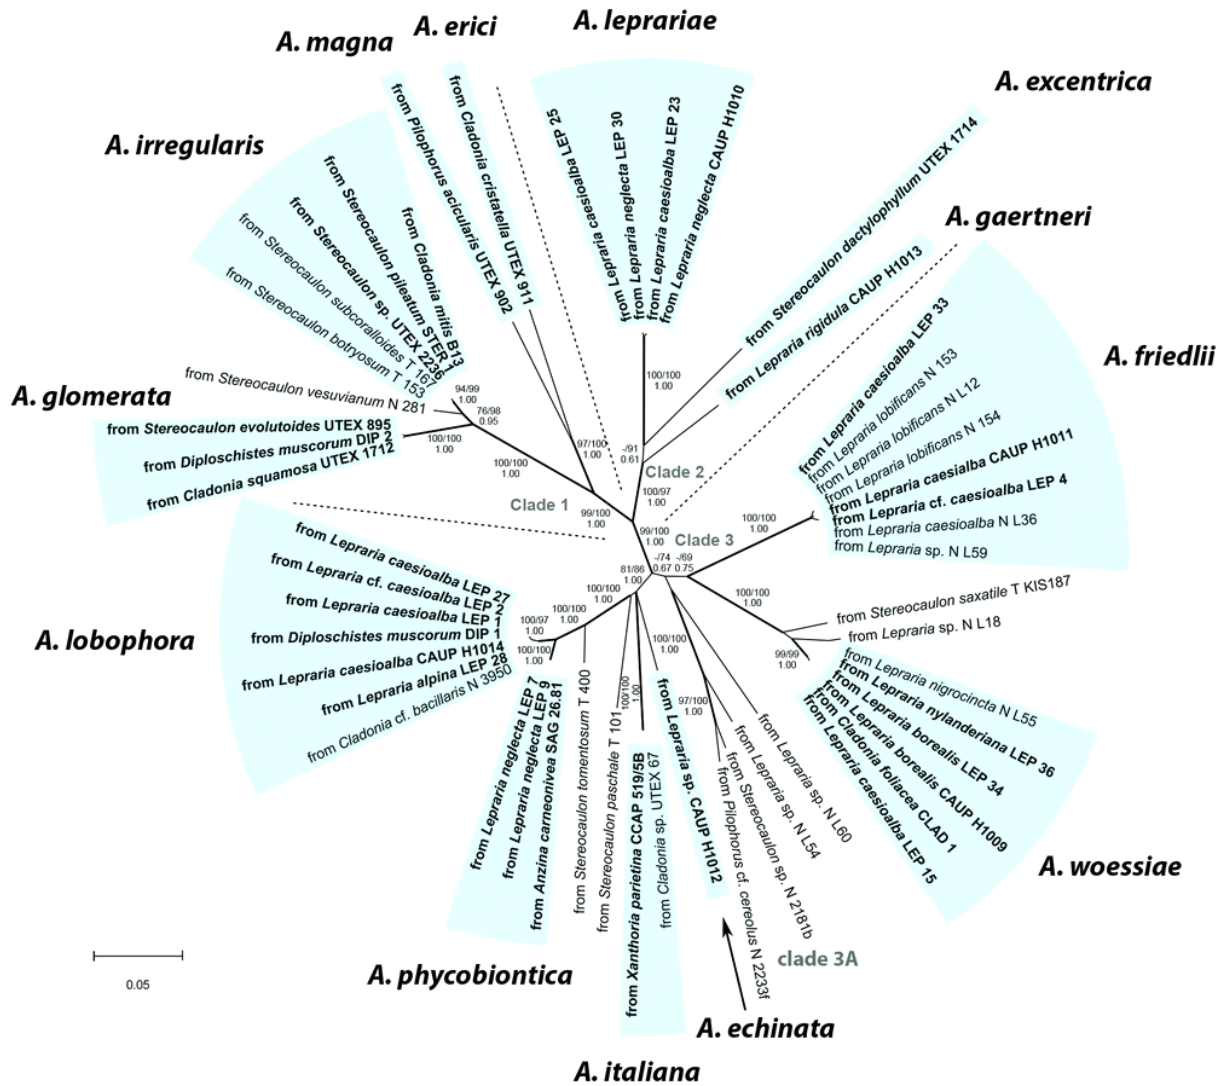 A. leprariae
A. erici
A. magna
A. excentrica
A. irregularis
A. gaertneri
A. friedlii
A. glomerata
A. lobophora
A. woessiae
A. phycobiontica
A. echinata
A. italiana
from Pilophorus acicularis UTEX 902
from Cladonia cristatella UTEX 911
from Lepraria caesioalba LEP 25
from Lepraria neglecta LEP 30
from Lepraria caesioalba LEP 23
from Lepraria neglecta CAUP H1010
from Stereocaulon dactylophyllum UTEX 1714
from Lepraria rigidula CAUP H1013
from Cladonia mitis B13
from Stereocaulon pileatum STER 1
from Stereocaulon sp. UTEX 2236
from Stereocaulon subcoralloides T 167
from Stereocaulon botryosum T 153
from Stereocaulon vesuvianum N 281
from Stereocaulon evolutoides UTEX 895
from Diploschistes muscorum DIP 2
from Cladonia squamosa UTEX 1712
from Lepraria caesioalba LEP 33
from Lepraria lobificans N 153
from Lepraria lobificans N L12
from Lepraria lobificans N 154
from Lepraria caesialba CAUP H1011
from Lepraria cf. caesioalba LEP 4
from Lepraria caesioalba N L36
from Lepraria sp. N L59
from Stereocaulon saxatile T KIS187
from Lepraria sp. N L18
from Lepraria nigrocincta N L55
from Lepraria nylanderiana LEP 36
from Lepraria borealis LEP 34
from Lepraria borealis CAUP H1009
from Cladonia foliacea CLAD 1
from Lepraria caesioalba LEP 15
from Lepraria caesioalba LEP 27
from Lepraria cf. caesioalba LEP 2
from Lepraria caesioalba LEP 1
from Diploschistes muscorum DIP 1
from Lepraria caesioalba CAUP H1014
from Lepraria alpina LEP 28
from Cladonia cf. bacillaris N 3950
from Lepraria neglecta LEP 7
from Lepraria neglecta LEP 9
from Anzina carneonivea SAG 26.81
from Stereocaulon tomentosum T 400
from Stereocaulon paschale T 101
from Xanthoria parietina CCAP 519/5B
from Cladonia sp. UTEX 67
from Lepraria sp. CAUP H1012
from Pilophorus cf. cereolus N 2233f
from Stereocaulon sp. N 2181b
from Lepraria sp. N L54
from Lepraria sp. N L60
Clade 1
Clade 2
Clade 3
clade 3A
94/99
1.00
76/98
0.95
100/100
1.00
100/100
1.00
97/100
1.00
99/100
1.00
100/100
1.00
-/91
0.61
100/97
1.00
99/100
1.00
-/74
0.67
-/69
0.75
100/100
1.00
100/100
1.00
99/99
1.00
81/86
1.00
100/100
1.00
100/100
1.00
100/97
1.00
100/100
1.00
100/100
1.00
100/100
1.00
97/100
1.00
0.05